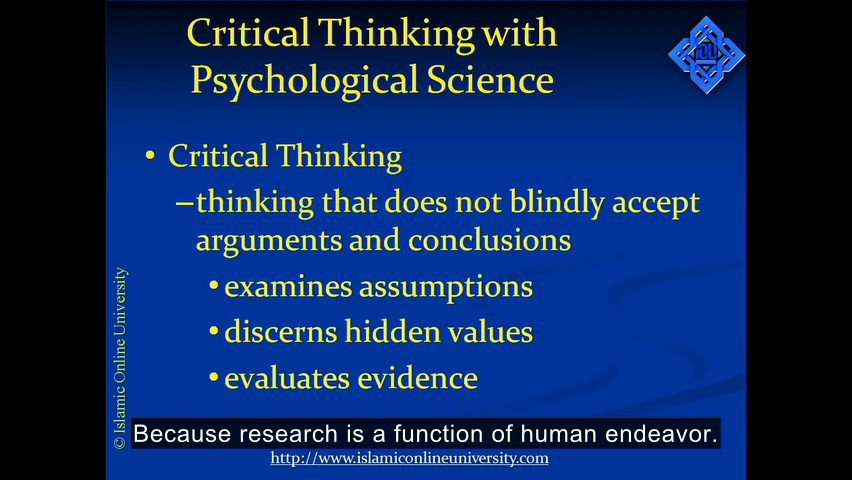 Critical Thinking with
Psychological Science
• Critical Thinking
–thinking that does not blindly accept
arguments and conclusions
• examines assumptions
• discerns hidden values
• evaluates evidence
© Islamic Online University
Because research is a function of human endeavor.
http://www.islamiconlineuniversity.com